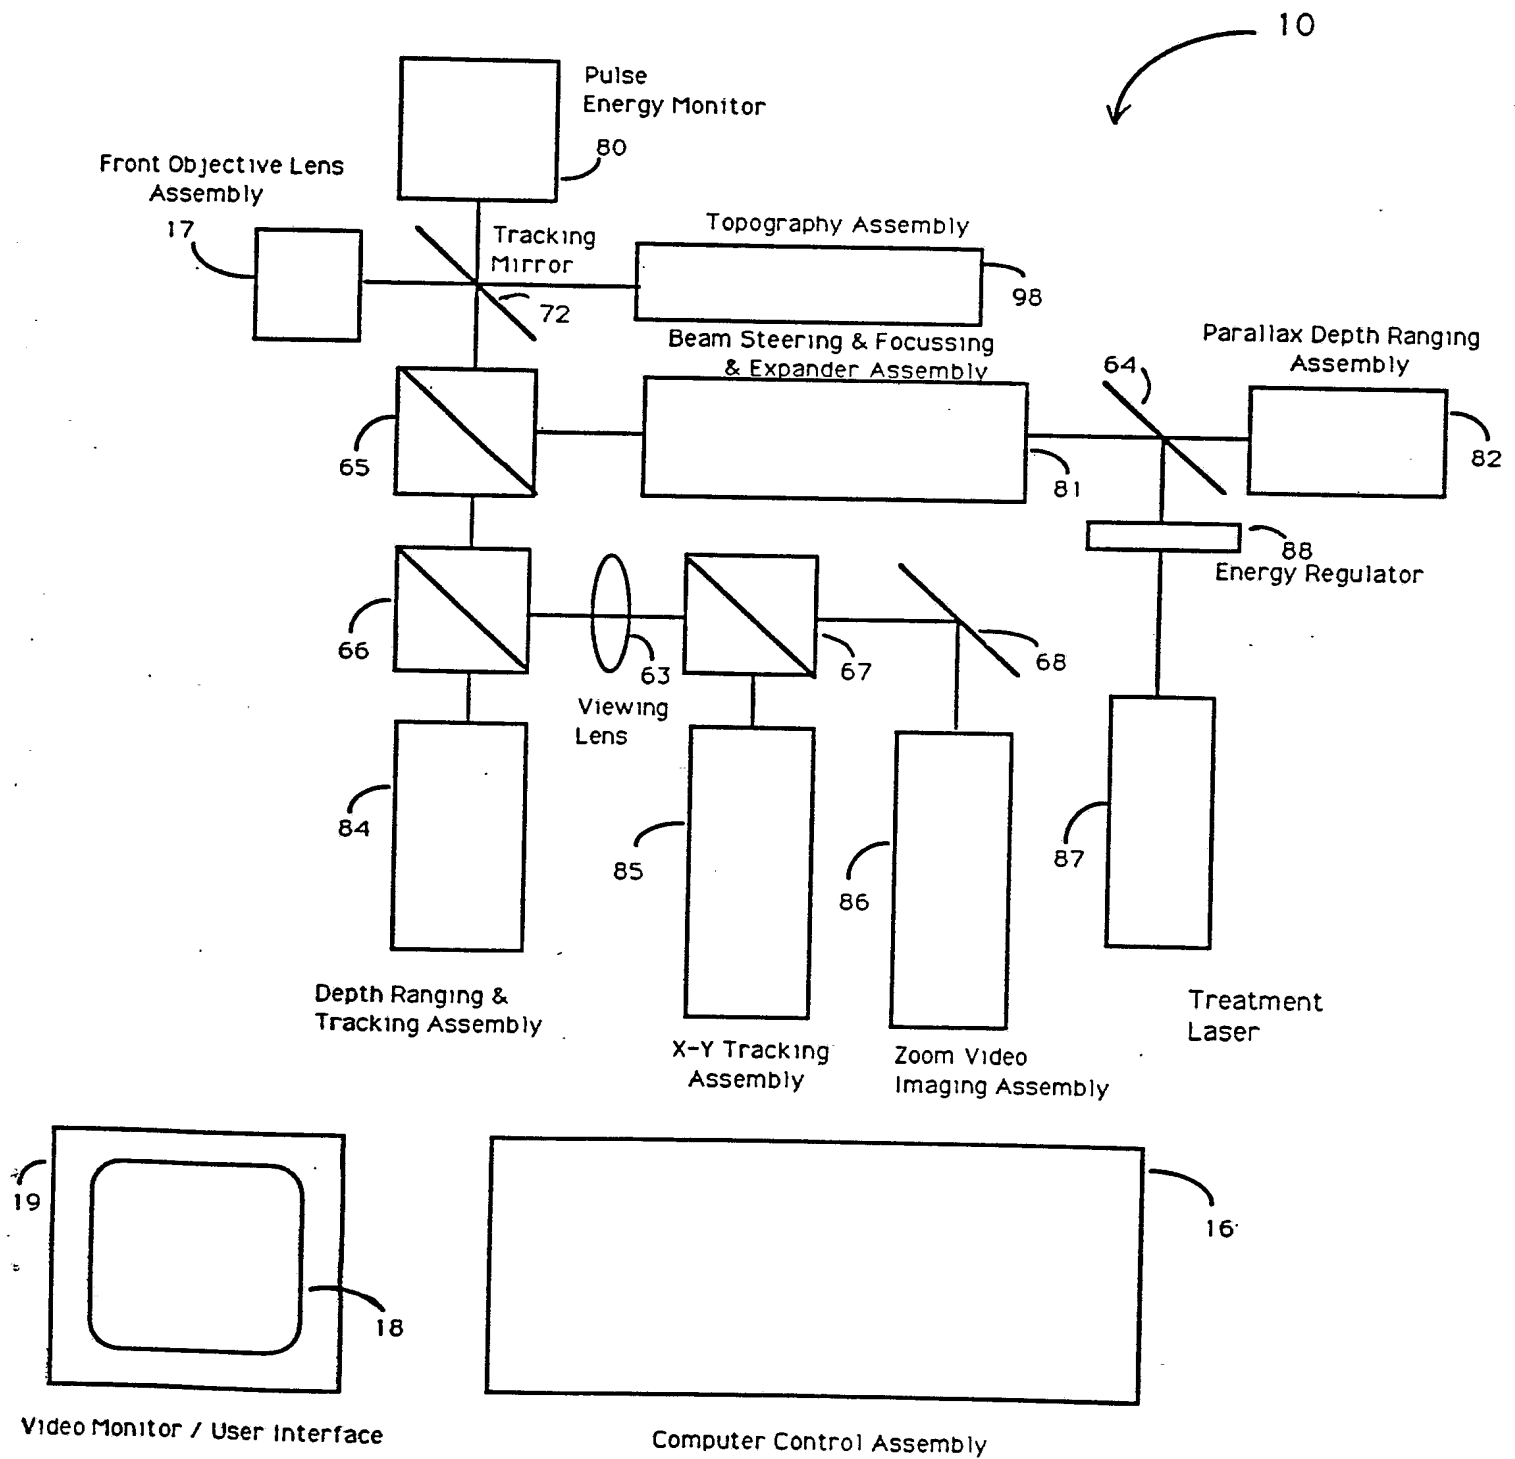 10
Pulse
Energy Monitor
80
Front Objective Lens
Assembly
17
Tracking
Mirror
72
Topography Assembly
98
Beam Steering & Focussing
& Expander Assembly
81
64
Parallax Depth Ranging
Assembly
82
65
88
Energy Regulator
66
63
Viewing
Lens
67
68
84
85
86
87
Depth Ranging &
Tracking Assembly
X-Y Tracking
Assembly
Zoom Video
Imaging Assembly
Treatment
Laser
19
18
16
Video Monitor / User Interface
Computer Control Assembly